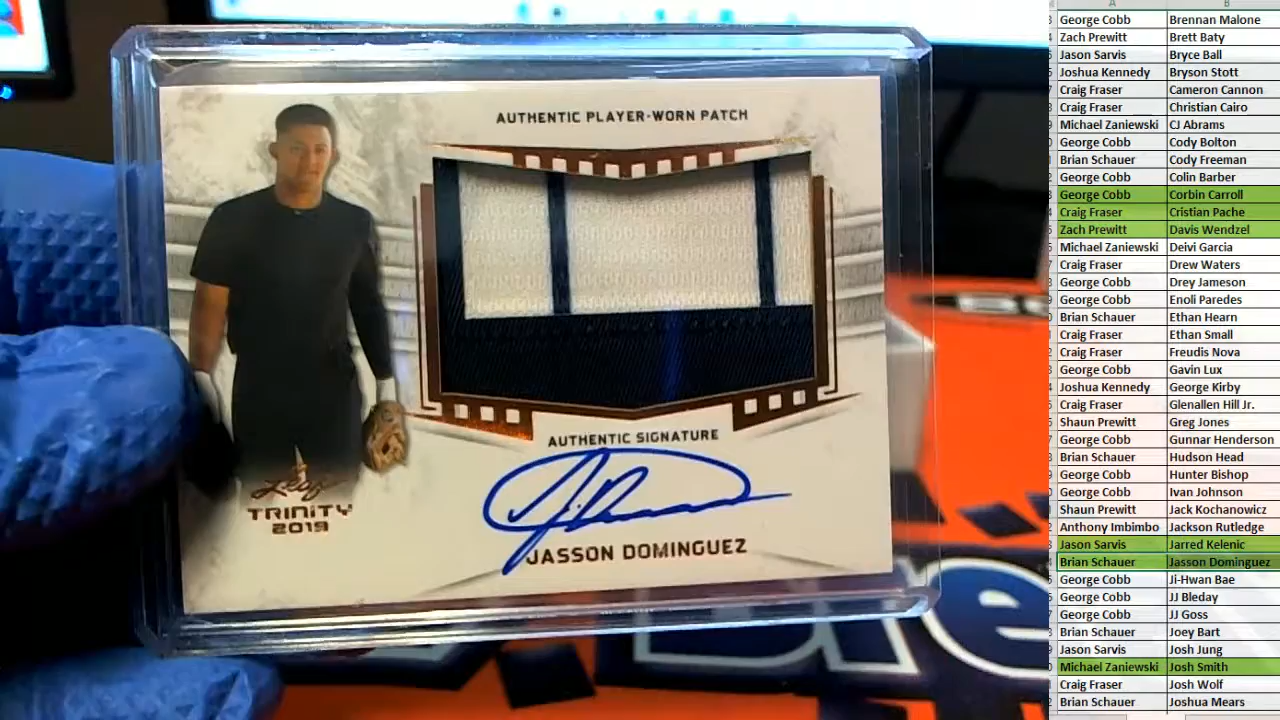 AUTHENTIC PLAYER-WORN PATCH
AUTHENTIC SIGNATURE
JASSON DOMINGUEZ
Leaf
TRINITY
2019
A B
George Cobb Brennan Malone
Zach Prewitt Brett Baty
Jason Sarvis Bryce Ball
Joshua Kennedy Bryson Stott
Craig Fraser Cameron Cannon
Craig Fraser Christian Cairo
Michael Zaniewski CJ Abrams
George Cobb Cody Bolton
Brian Schauer Cody Freeman
George Cobb Colin Barber
George Cobb Corbin Carroll
Craig Fraser Cristian Pache
Zach Prewitt Davis Wendzel
Michael Zaniewski Deivi Garcia
Craig Fraser Drew Waters
George Cobb Drey Jameson
George Cobb Enoli Paredes
Brian Schauer Ethan Hearn
Craig Fraser Ethan Small
Craig Fraser Freudis Nova
George Cobb Gavin Lux
Joshua Kennedy George Kirby
Craig Fraser Glenallen Hill Jr.
Shaun Prewitt Greg Jones
George Cobb Gunnar Henderson
Brian Schauer Hudson Head
George Cobb Hunter Bishop
George Cobb Ivan Johnson
Shaun Prewitt Jack Kochanowicz
Anthony Imbimbo Jackson Rutledge
Jason Sarvis Jarred Kelenic
Brian Schauer Jasson Dominguez
George Cobb Ji-Hwan Bae
George Cobb JJ Bleday
George Cobb JJ Goss
Brian Schauer Joey Bart
Jason Sarvis Josh Jung
Michael Zaniewski Josh Smith
Craig Fraser Josh Wolf
Brian Schauer Joshua Mears